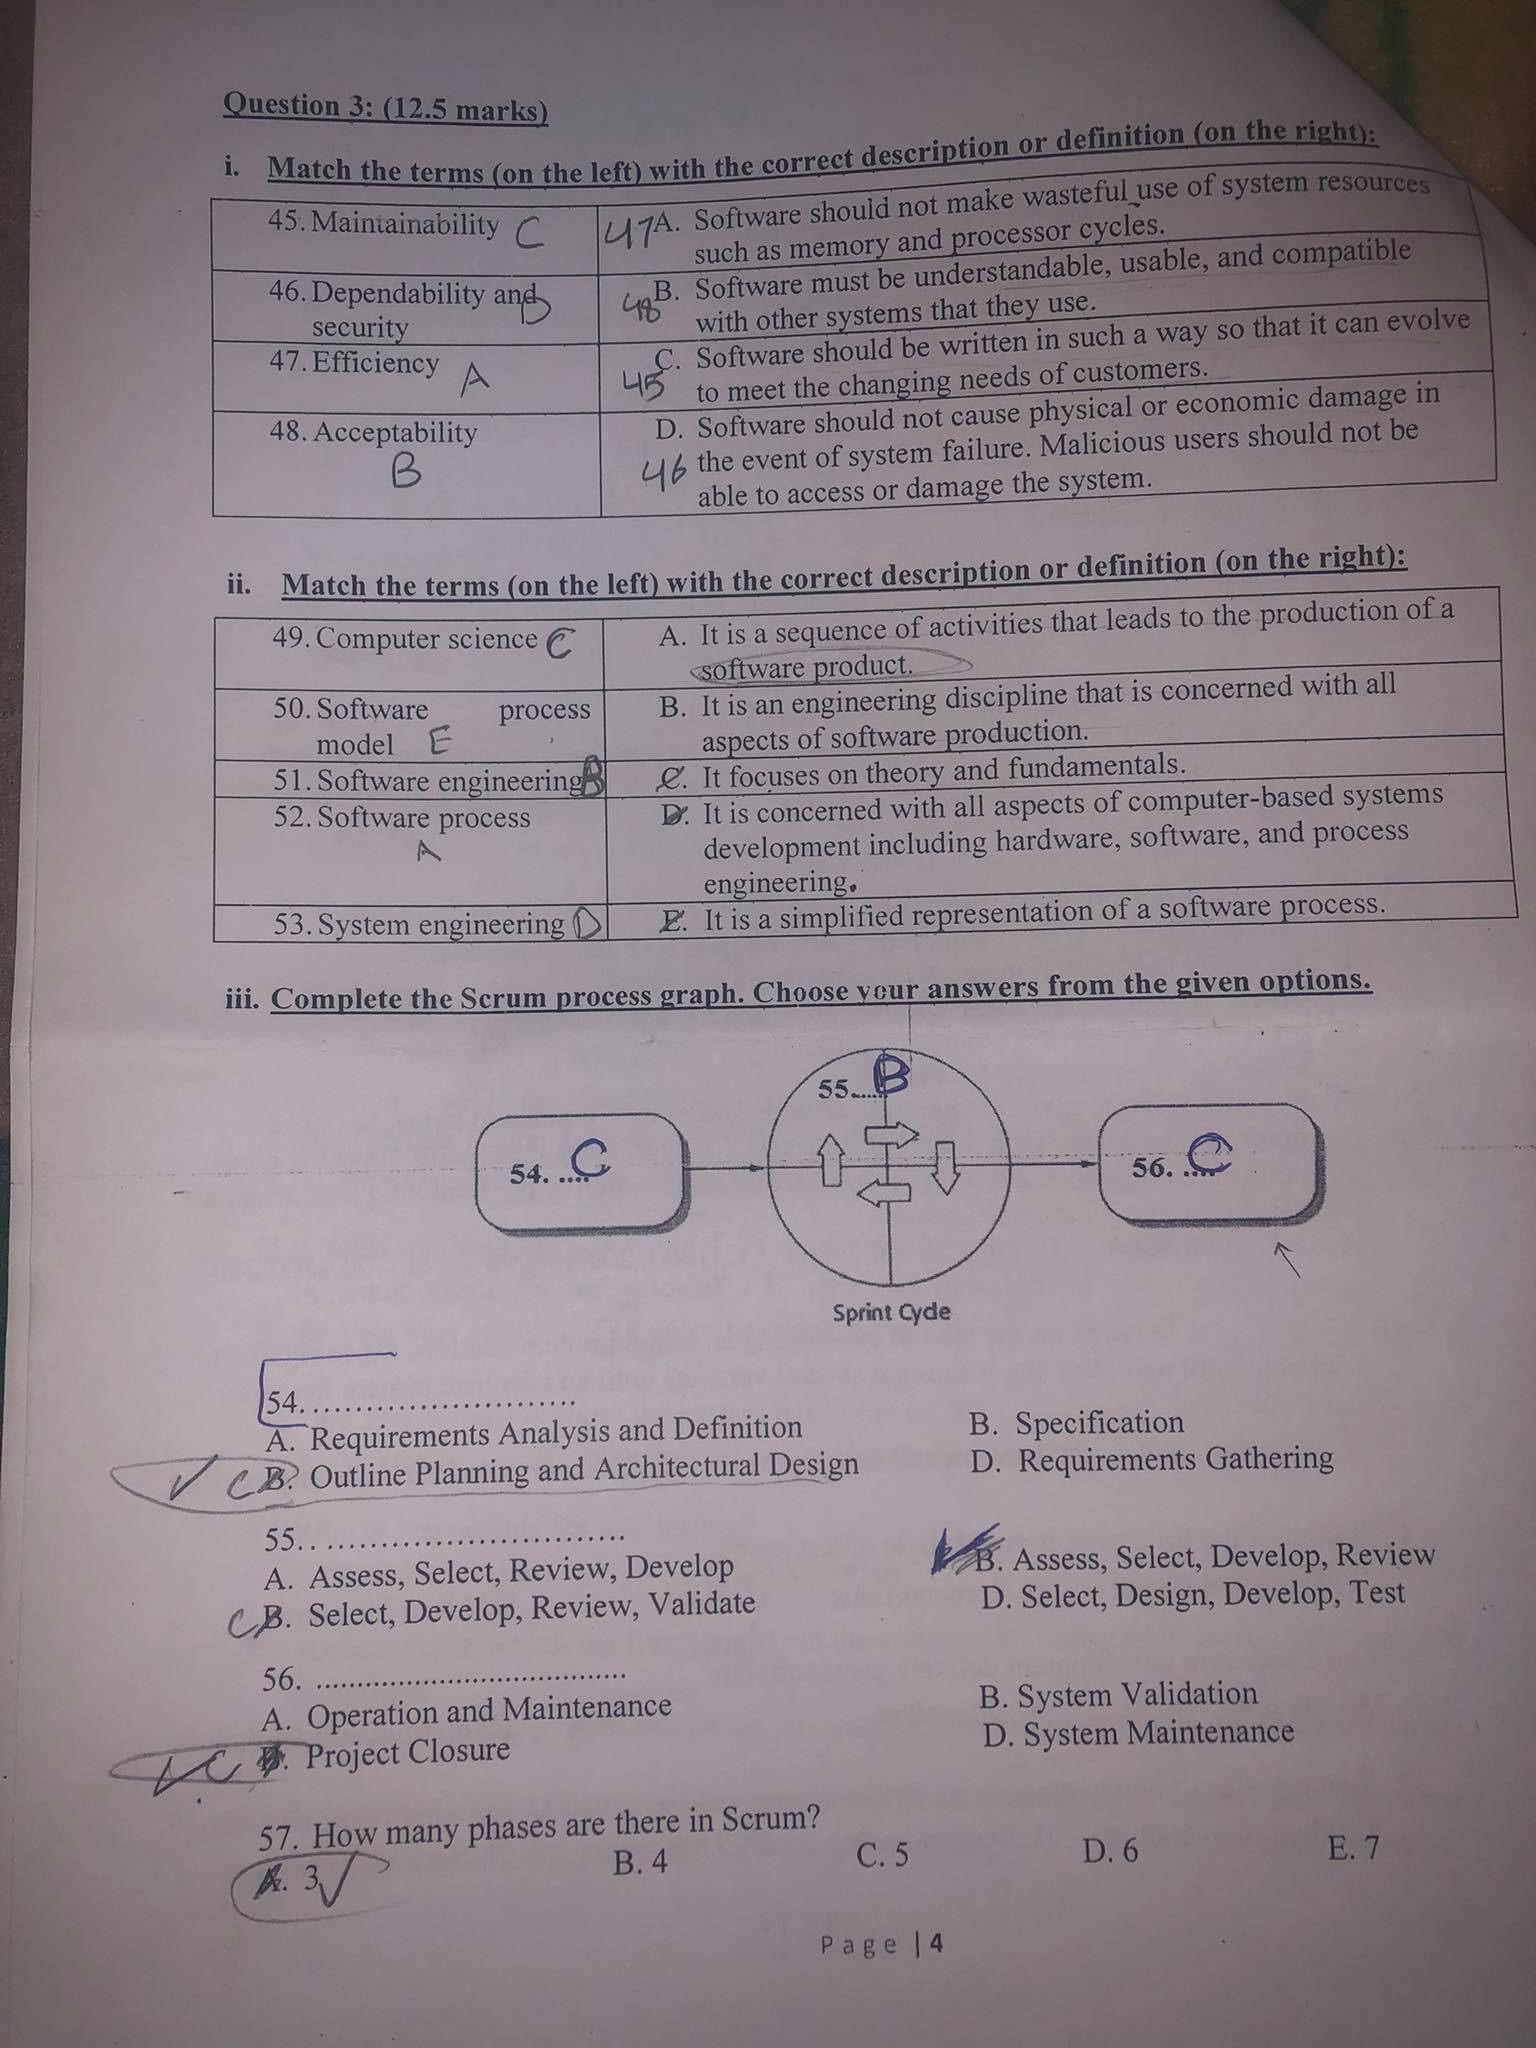 Question 3: (12.5 marks)
i. Match the terms (on the left) with the correct description or definition (on the right):
45. Maintainability C
47 A. Software should not make wasteful use of system resources
such as memory and processor cycles.
46. Dependability and D
security
48 B. Software must be understandable, usable, and compatible
with other systems that they use.
47. Efficiency A
45 C. Software should be written in such a way so that it can evolve
to meet the changing needs of customers.
48. Acceptability
B
D. Software should not cause physical or economic damage in
46 the event of system failure. Malicious users should not be
able to access or damage the system.
ii. Match the terms (on the left) with the correct description or definition (on the right):
49. Computer science C
A. It is a sequence of activities that leads to the production of a
software product.
50. Software process
model E
B. It is an engineering discipline that is concerned with all
aspects of software production.
51. Software engineering B
C. It focuses on theory and fundamentals.
52. Software process
A
D. It is concerned with all aspects of computer-based systems
development including hardware, software, and process
engineering.
53. System engineering D
E. It is a simplified representation of a software process.
iii. Complete the Scrum process graph. Choose your answers from the given options.
55...... B
54. .... C
56. .... C
Sprint Cycle
54...........................
A. Requirements Analysis and Definition
B. Specification
C B. Outline Planning and Architectural Design
D. Requirements Gathering
55...............................
A. Assess, Select, Review, Develop
B. Assess, Select, Develop, Review
C B. Select, Develop, Review, Validate
D. Select, Design, Develop, Test
56. ....................................
A. Operation and Maintenance
B. System Validation
C B. Project Closure
D. System Maintenance
57. How many phases are there in Scrum?
A. 3
B. 4
C. 5
D. 6
E. 7
Page | 4